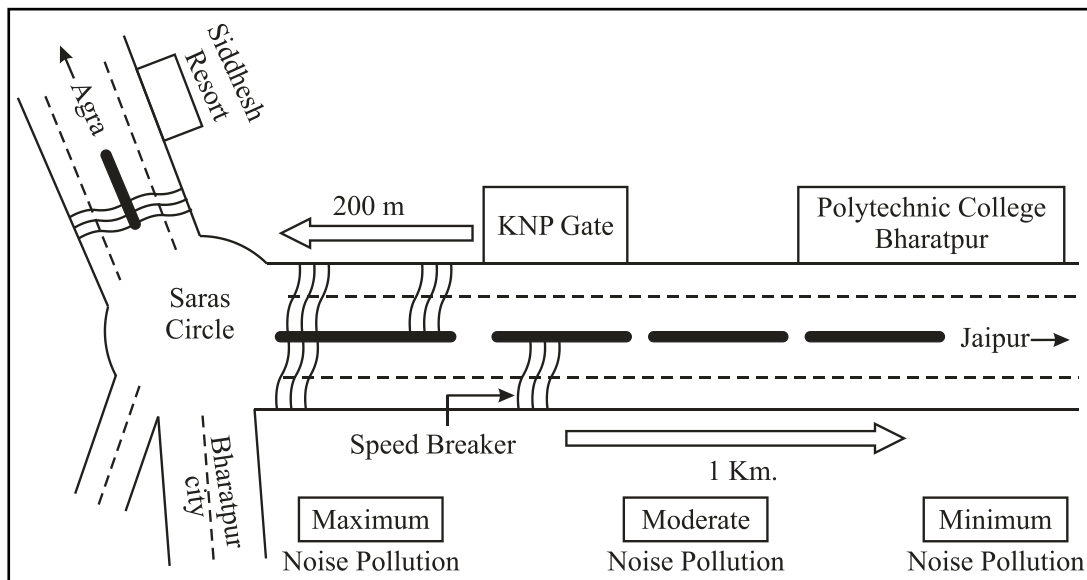 Siddhesh
Resort
Agra
200 m
KNP Gate
Polytechnic College
Bharatpur
Saras
Circle
Jaipur
Speed Breaker
1 Km.
Bharatpur
city
Maximum
Noise Pollution
Moderate
Noise Pollution
Minimum
Noise Pollution